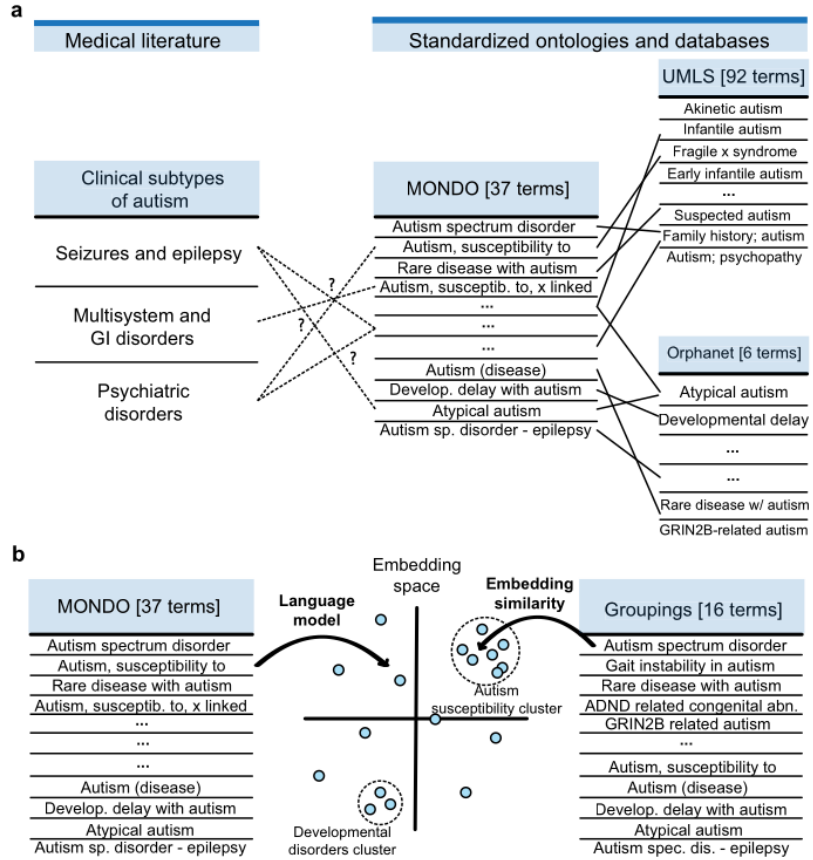 a
Medical literature
Standardized ontologies and databases
Clinical subtypes
of autism
Seizures and epilepsy
Multisystem and
GI disorders
Psychiatric
disorders
?
?
?
MONDO [37 terms]
Autism spectrum disorder
Autism, susceptibility to
Rare disease with autism
Autism, susceptib. to, x linked
...
...
...
Autism (disease)
Develop. delay with autism
Atypical autism
Autism sp. disorder - epilepsy
UMLS [92 terms]
Akinetic autism
Infantile autism
Fragile x syndrome
Early infantile autism
...
Suspected autism
Family history; autism
Autism; psychopathy
Orphanet [6 terms]
Atypical autism
Developmental delay
...
...
Rare disease w/ autism
GRIN2B-related autism
b
MONDO [37 terms]
Autism spectrum disorder
Autism, susceptibility to
Rare disease with autism
Autism, susceptib. to, x linked
...
...
...
Autism (disease)
Develop. delay with autism
Atypical autism
Autism sp. disorder - epilepsy
Language
model
Embedding
space
Embedding
similarity
Autism
susceptibility cluster
Developmental
disorders cluster
Groupings [16 terms]
Autism spectrum disorder
Gait instability in autism
Rare disease with autism
ADND related congenital abn.
GRIN2B related autism
...
Autism, susceptibility to
Autism (disease)
Develop. delay with autism
Atypical autism
Autism spec. dis. - epilepsy